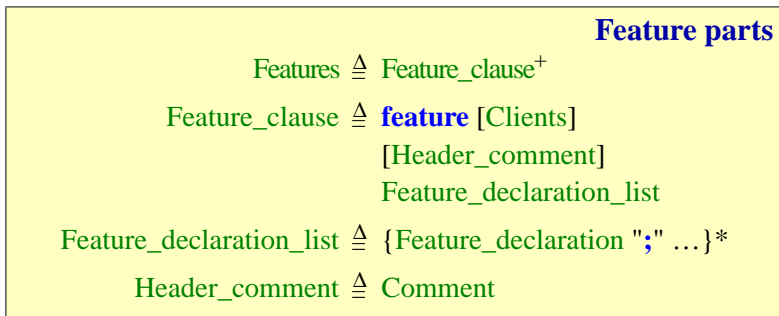 Feature parts
Features ≜ Feature_clause⁺
Feature_clause ≜ feature [Clients]
[Header_comment]
Feature_declaration_list
Feature_declaration_list ≜ {Feature_declaration ";" …}*
Header_comment ≜ Comment